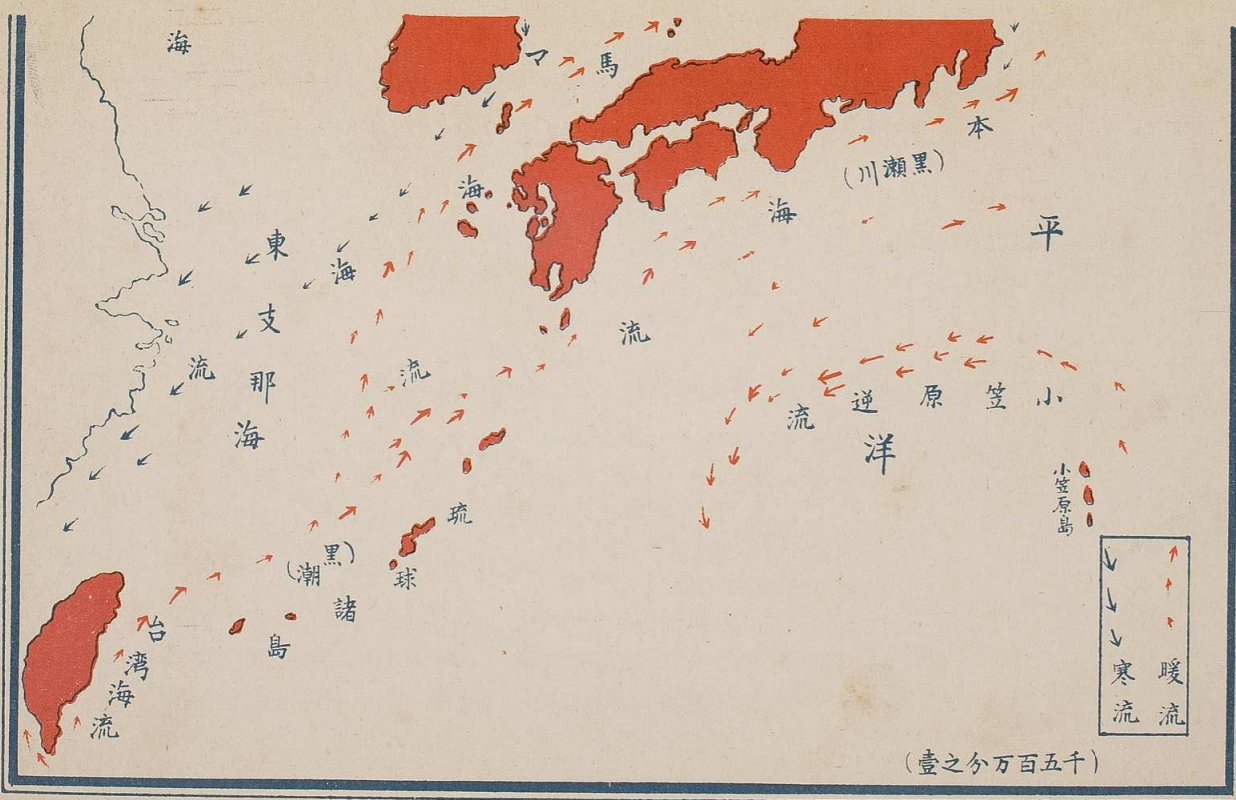 海
マ
海
流
馬
海
流
本
海
流
(黒瀬川)
平
洋
東支那海
小笠原逆流
小笠原島
琉球諸島
(黒潮)
台湾海流
暖流
寒流
(千五百万分之壹)